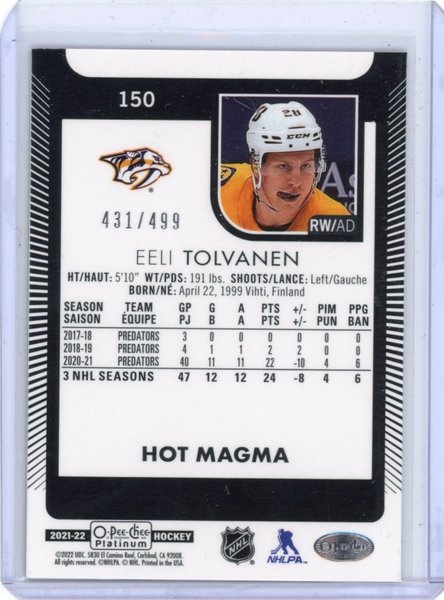 150
28
RW/AD
431/499
EELI TOLVANEN
HT/HAUT: 5'10" WT/PDS: 191 lbs. SHOOTS/LANCE: Left/Gauche
BORN/NÉ: April 22, 1999 Vihti, Finland
SEASON TEAM GP G A PTS +/- PIM PPG
SAISON ÉQUIPE PJ B A PTS +/- PUN BAN
2017-18 PREDATORS 3 0 0 0 0 0 0
2018-19 PREDATORS 4 1 1 2 2 0 0
2020-21 PREDATORS 40 11 11 22 -10 4 6
3 NHL SEASONS 47 12 12 24 -8 4 6
HOT MAGMA
2021-22 O-Pee-Chee Platinum HOCKEY
©2022 UDC. 5830 El Camino Real, Carlsbad, CA 92008.
All rights reserved. ©NHLPA. © NHL. Printed in the USA.
NHL
NHLPA